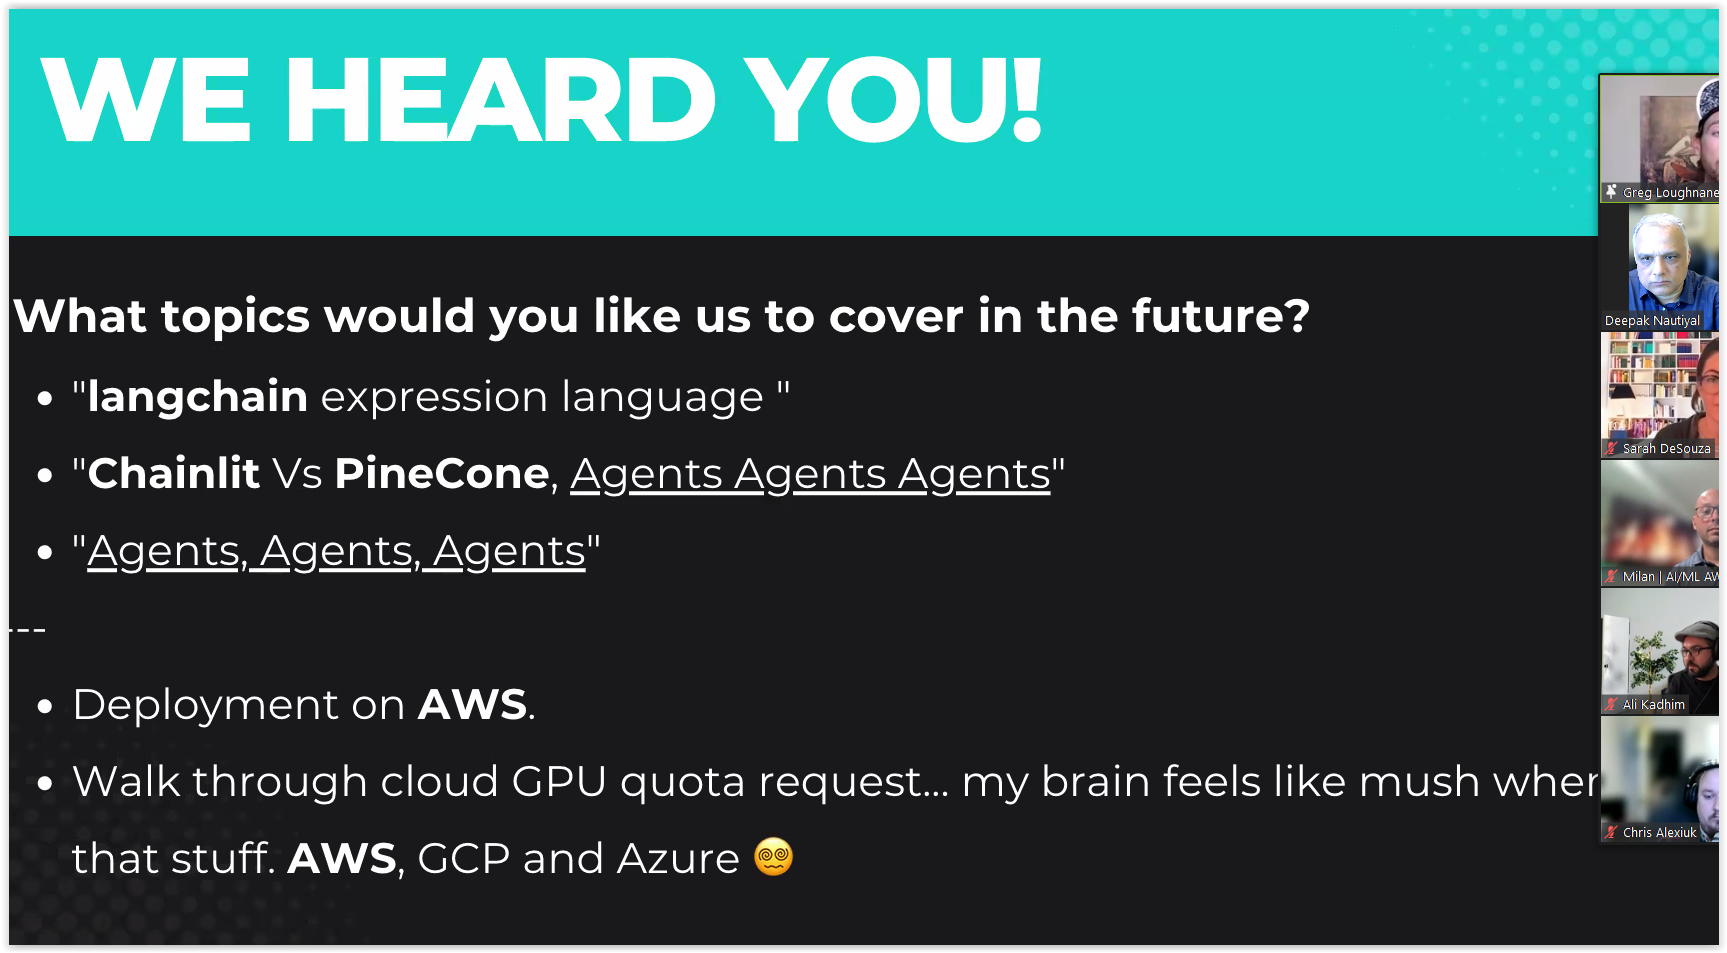 WE HEARD YOU!
What topics would you like us to cover in the future?
• "langchain expression language "
• "Chainlit Vs PineCone, Agents Agents Agents"
• "Agents, Agents, Agents"
---
• Deployment on AWS.
• Walk through cloud GPU quota request... my brain feels like mush when
that stuff. AWS, GCP and Azure 😵‍💫
Greg Loughnane
Deepak Nautiyal
Sarah DeSouza
Milan | AI/ML
Ali Kadhim
Chris Alexiuk